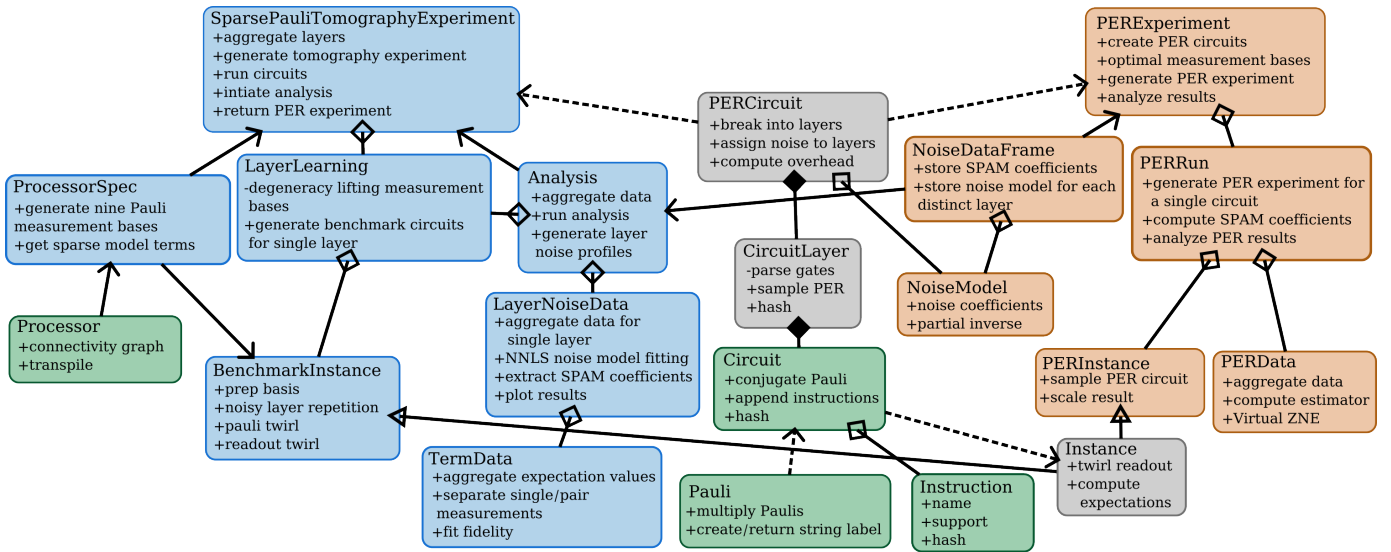 SparsePauliTomographyExperiment
+aggregate layers
+generate tomography experiment
+run circuits
+intiate analysis
+return PER experiment
PERExperiment
+create PER circuits
+optimal measurement bases
+generate PER experiment
+analyze results
PERCircuit
+break into layers
+assign noise to layers
+compute overhead
NoiseDataFrame
+store SPAM coefficients
+store noise model for each
distinct layer
PERRun
+generate PER experiment for
a single circuit
+compute SPAM coefficients
+analyze PER results
ProcessorSpec
+generate nine Pauli
measurement bases
+get sparse model terms
LayerLearning
-degeneracy lifting measurement
bases
+generate benchmark circuits
for single layer
Analysis
+aggregate data
+run analysis
+generate layer
noise profiles
CircuitLayer
-parse gates
+sample PER
+hash
NoiseModel
+noise coefficients
+partial inverse
LayerNoiseData
+aggregate data for
single layer
+NNLS noise model fitting
+extract SPAM coefficients
+plot results
Processor
+connectivity graph
+transpile
BenchmarkInstance
+prep basis
+noisy layer repetition
+pauli twirl
+readout twirl
Circuit
+conjugate Pauli
+append instructions
+hash
PERInstance
+sample PER circuit
+scale result
PERData
+aggregate data
+compute estimator
+Virtual ZNE
TermData
+aggregate expectation values
+separate single/pair
measurements
+fit fidelity
Pauli
+multiply Paulis
+create/return string label
Instruction
+name
+support
+hash
Instance
+twirl readout
+compute
expectations